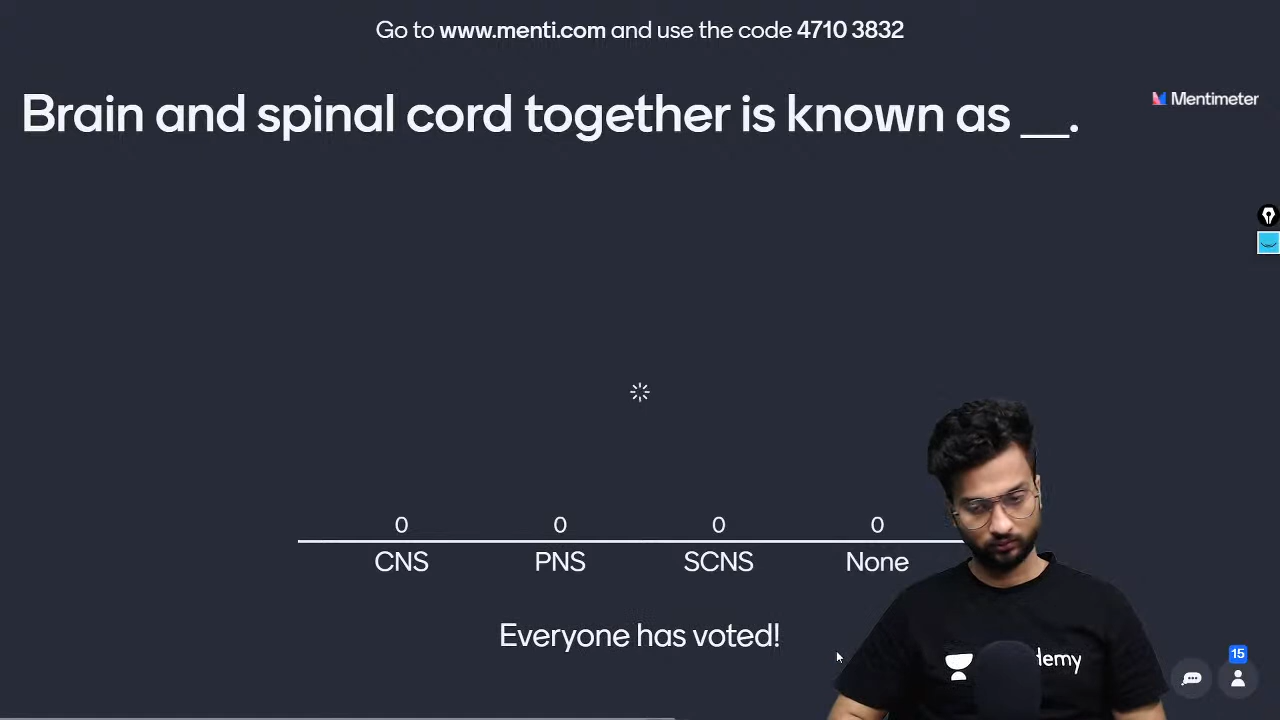 Go to www.menti.com and use the code 4710 3832
Brain and spinal cord together is known as __.
Mentimeter
0 0 0 0
CNS PNS SCNS None
Everyone has voted!
15